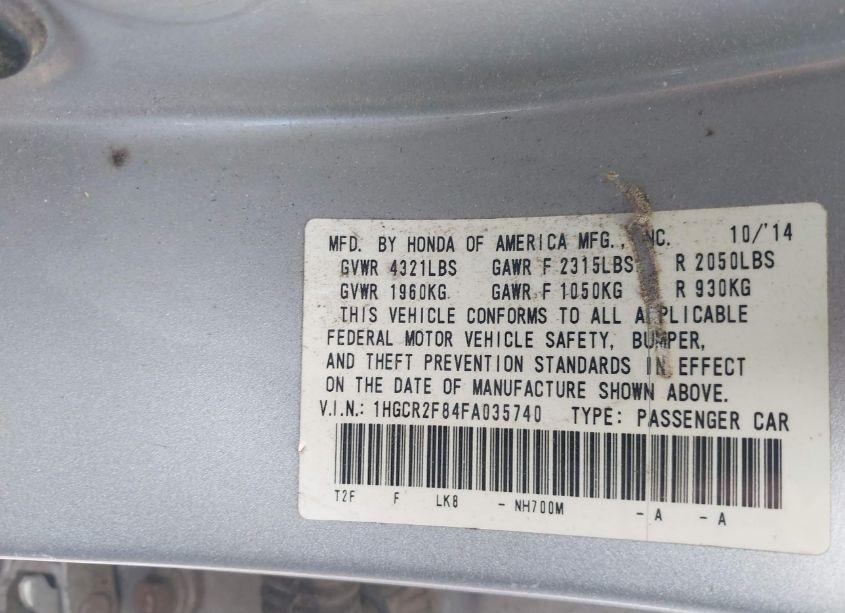 MFD. BY HONDA OF AMERICA MFG., INC. 10/'14
GVWR 4321LBS GAWR F 2315LBS R 2050LBS
GVWR 1960KG GAWR F 1050KG R 930KG
THIS VEHICLE CONFORMS TO ALL APPLICABLE
FEDERAL MOTOR VEHICLE SAFETY, BUMPER,
AND THEFT PREVENTION STANDARDS IN EFFECT
ON THE DATE OF MANUFACTURE SHOWN ABOVE.
V.I.N.: 1HGCR2F84FA035740 TYPE: PASSENGER CAR
T2F F LK8 - NH700M - A - A